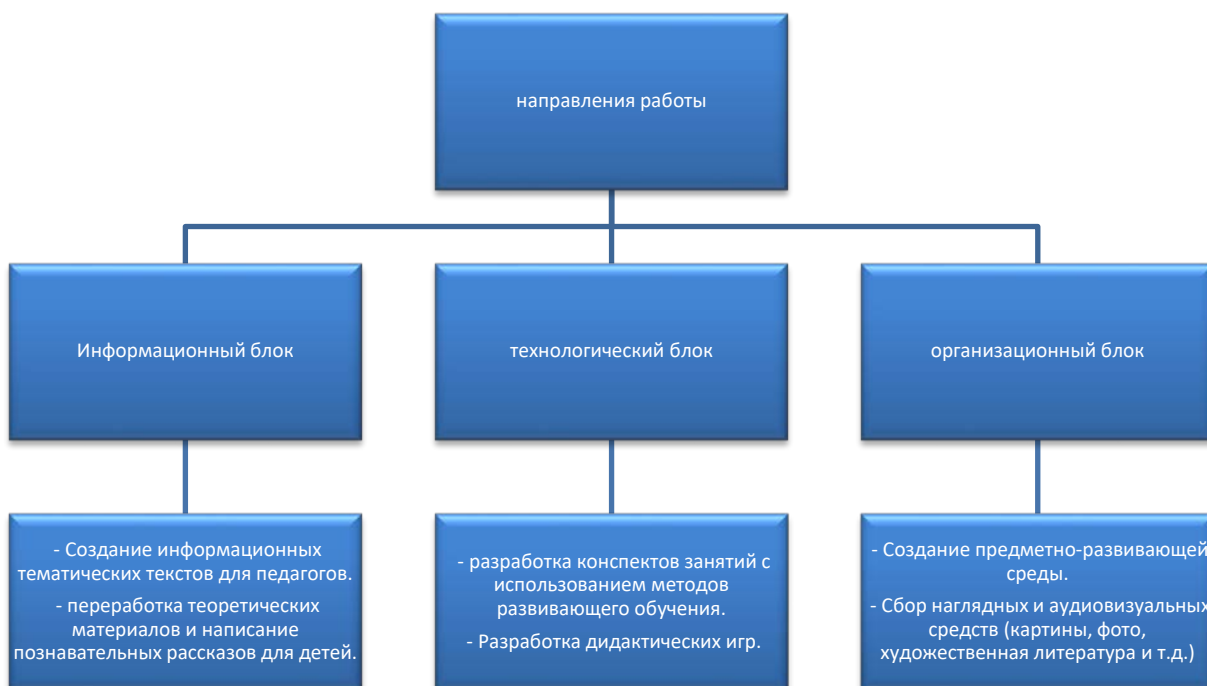 направления работы
Информационный блок
технологический блок
организационный блок
- Создание информационных
тематических текстов для педагогов.
- переработка теоретических
материалов и написание
познавательных рассказов для детей.
- разработка конспектов занятий с
использованием методов
развивающего обучения.
- Разработка дидактических игр.
- Создание предметно-развивающей
среды.
- Сбор наглядных и аудиовизуальных
средств (картины, фото,
художественная литература и т.д.)